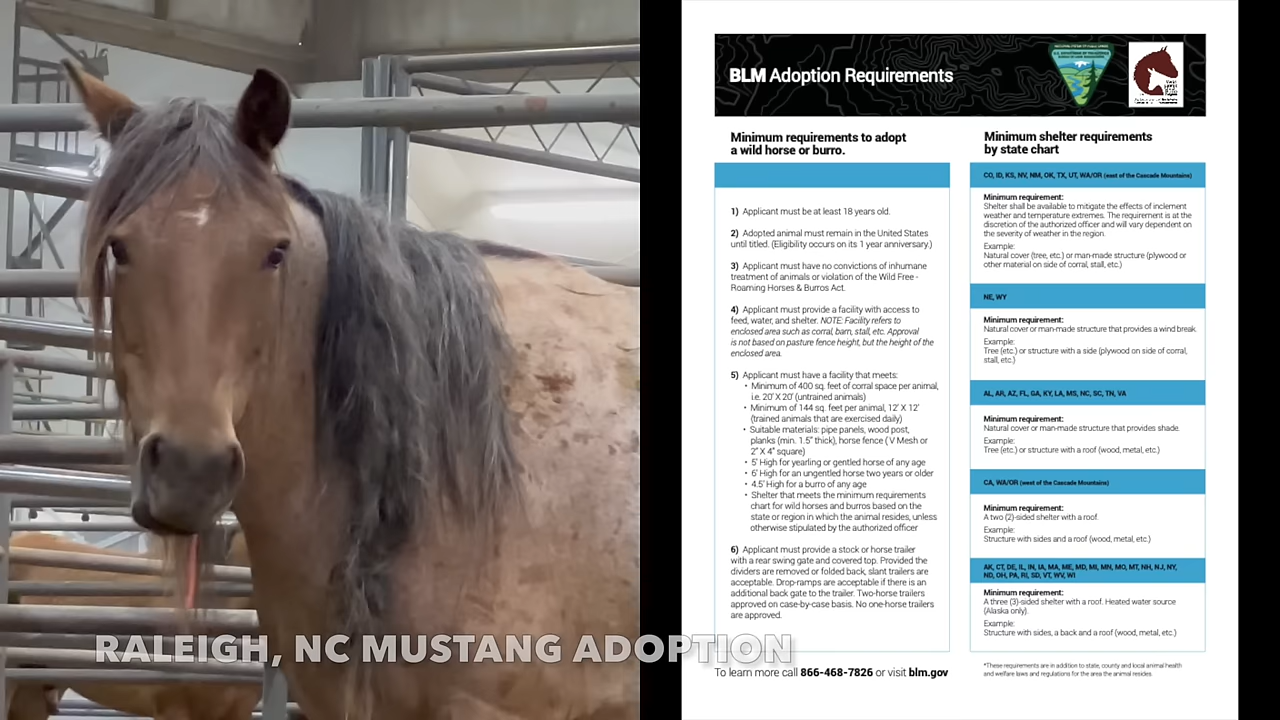 BLM Adoption Requirements
Minimum requirements to adopt
a wild horse or burro.
1) Applicant must be at least 18 years old.
2) Adopted animal must remain in the United States
until titled. (Eligibility occurs on its 1 year anniversary.)
3) Applicant must have no convictions of inhumane
treatment of animals or violation of the Wild Free -
Roaming Horses & Burros Act.
4) Applicant must provide a facility with access to
feed, water, and shelter. NOTE: Facility refers to
enclosed area such as corral, barn, stall, etc. Approval
is not based on pasture fence height, but the height of the
enclosed area.
5) Applicant must have a facility that meets:
• Minimum of 400 sq. feet of corral space per animal,
i.e. 20' X 20' (untrained animals)
• Minimum of 144 sq. feet per animal, 12' X 12'
(trained animals that are exercised daily)
• Suitable materials: pipe panels, wood post,
planks (min. 1.5" thick), horse fence ( V Mesh or
2" X 4" square)
• 5' High for yearling or gentled horse of any age
• 6' High for an ungentled horse two years or older
• 4.5' High for a burro of any age
• Shelter that meets the minimum requirements
chart for wild horses and burros based on the
state or region in which the animal resides, unless
otherwise stipulated by the authorized officer
6) Applicant must provide a stock or horse trailer
with a rear swing gate and covered top. Provided the
dividers are removed or folded back, slant trailers are
acceptable. Drop-ramps are acceptable if there is an
additional back gate to the trailer. Two-horse trailers
approved on case-by-case basis. No one-horse trailers
are approved.
Minimum shelter requirements
by state chart
CO, ID, KS, NV, NM, OK, TX, UT, WA/OR (east of the Cascade Mountains)
Minimum requirement:
Shelter shall be available to mitigate the effects of inclement
weather and temperature extremes. The requirement is at the
discretion of the authorized officer and will vary dependent on
the severity of weather in the region.
Example:
Natural cover (tree, etc.) or man-made structure (plywood or
other material on side of corral, stall, etc.)
NE, WY
Minimum requirement:
Natural cover or man-made structure that provides a wind break.
Example:
Tree (etc.) or structure with a side (plywood on side of corral,
stall, etc.)
AL, AR, AZ, FL, GA, KY, LA, MS, NC, SC, TN, VA
Minimum requirement:
Natural cover or man-made structure that provides shade.
Example:
Tree (etc.) or structure with a roof (wood, metal, etc.)
CA, WA/OR (west of the Cascade Mountains)
Minimum requirement:
A two (2)-sided shelter with a roof.
Example:
Structure with sides and a roof (wood, metal, etc.)
AK, CT, DE, IL, IN, IA, MA, ME, MD, MI, MN, MO, MT, NH, NJ, NY,
ND, OH, PA, RI, SD, VT, WV, WI
Minimum requirement:
A three (3)-sided shelter with a roof. Heated water source
(Alaska only).
Example:
Structure with sides, a back and a roof (wood, metal, etc.)
RALEIGH, NC MUSTANG ADOPTION
To learn more call 866-468-7826 or visit blm.gov
*These requirements are in addition to state, county and local animal health
and welfare laws and regulations for the area the animal resides